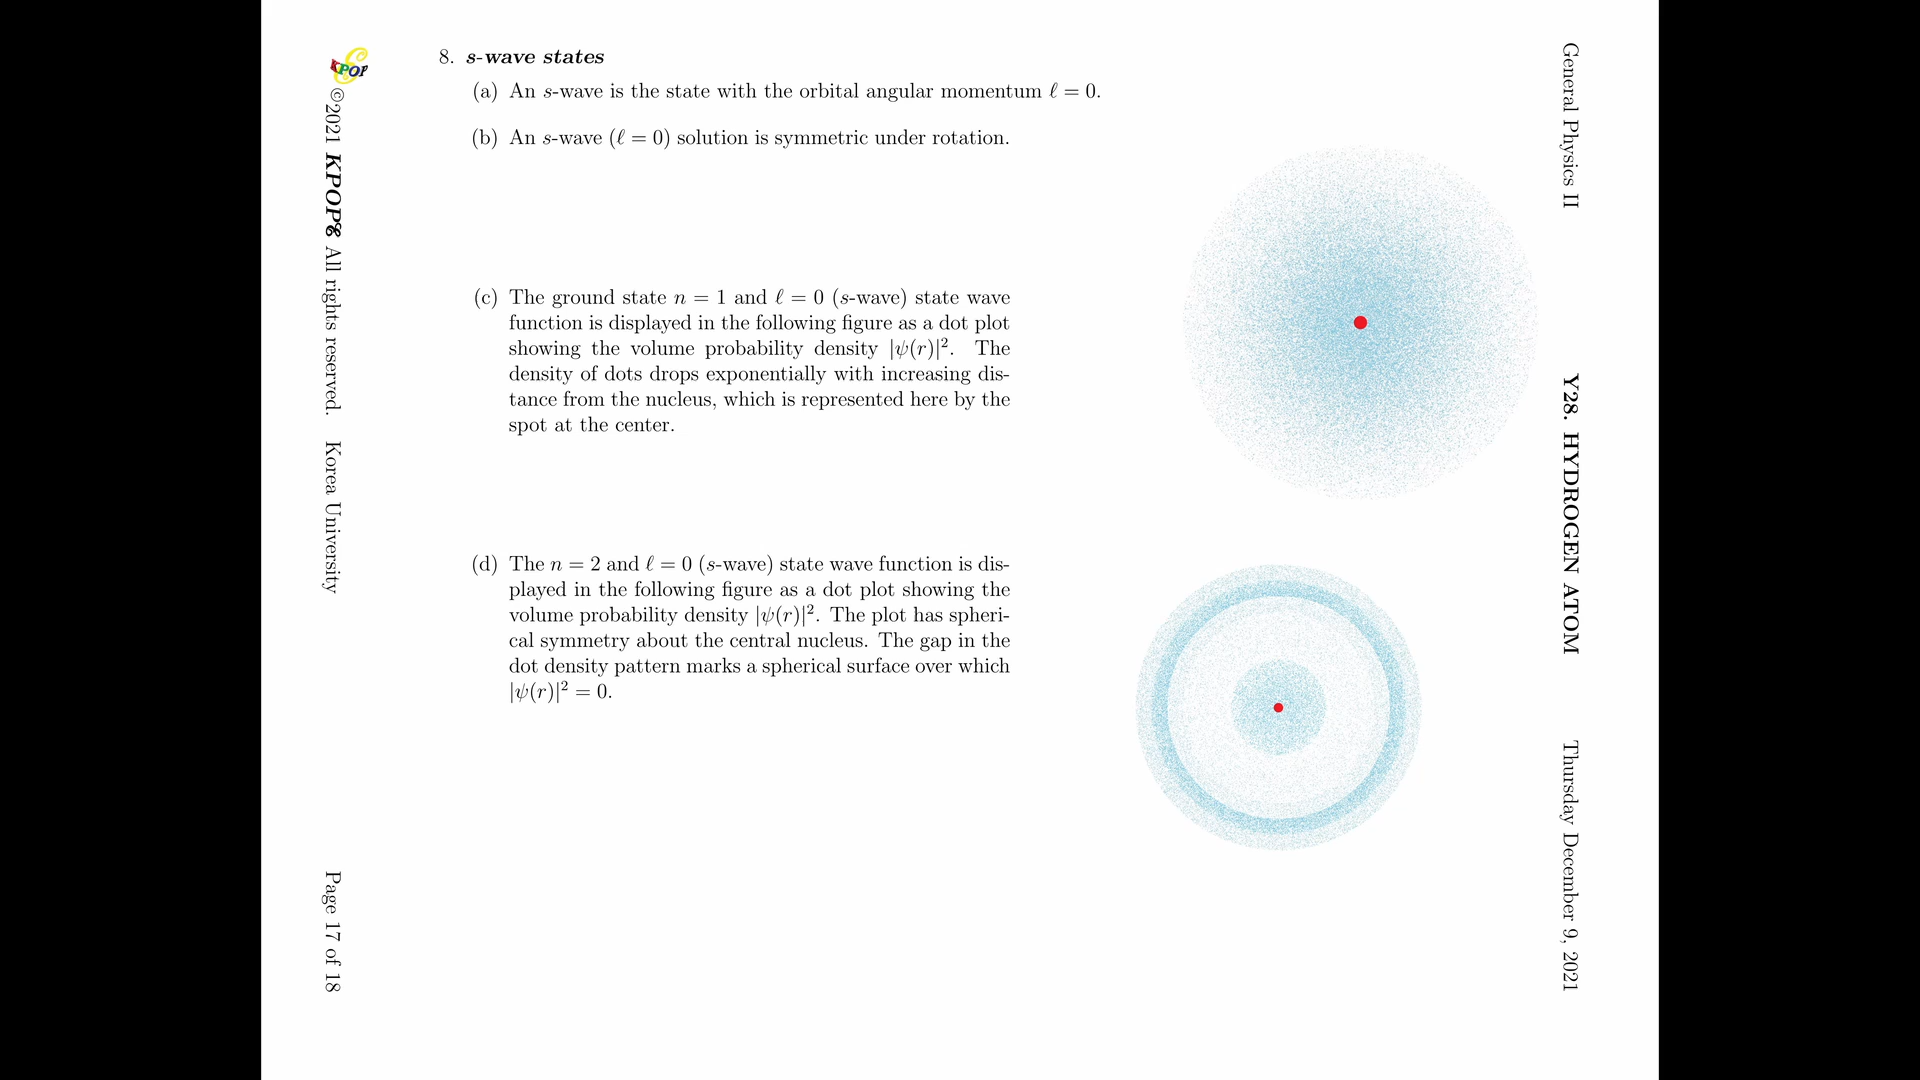 8. s-wave states
(a) An s-wave is the state with the orbital angular momentum ℓ = 0.
(b) An s-wave (ℓ = 0) solution is symmetric under rotation.
(c) The ground state n = 1 and ℓ = 0 (s-wave) state wave
function is displayed in the following figure as a dot plot
showing the volume probability density |ψ(r)|². The
density of dots drops exponentially with increasing dis-
tance from the nucleus, which is represented here by the
spot at the center.
(d) The n = 2 and ℓ = 0 (s-wave) state wave function is dis-
played in the following figure as a dot plot showing the
volume probability density |ψ(r)|². The plot has spheri-
cal symmetry about the central nucleus. The gap in the
dot density pattern marks a spherical surface over which
|ψ(r)|² = 0.
General Physics II Y28. HYDROGEN ATOM Thursday December 9, 2021
KPOPE ©2021 KPOPE All rights reserved. Korea University Page 17 of 18